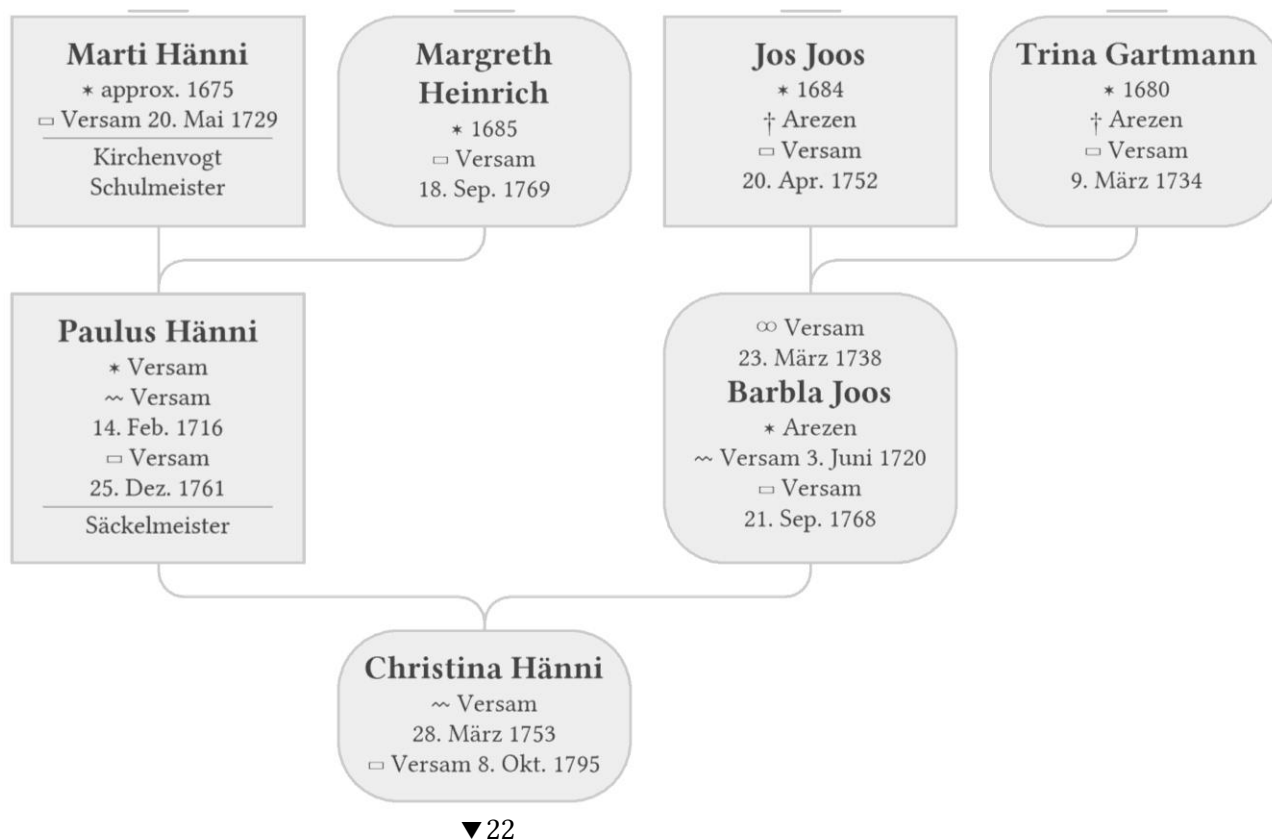 Marti Hänni
* approx. 1675
▭ Versam 20. Mai 1729
Kirchenvogt
Schulmeister
Margreth
Heinrich
* 1685
▭ Versam
18. Sep. 1769
Jos Joos
* 1684
† Arezen
▭ Versam
20. Apr. 1752
Trina Gartmann
* 1680
† Arezen
▭ Versam
9. März 1734
Paulus Hänni
* Versam
~ Versam
14. Feb. 1716
▭ Versam
25. Dez. 1761
Säckelmeister
⚭ Versam
23. März 1738
Barbla Joos
* Arezen
~ Versam 3. Juni 1720
▭ Versam
21. Sep. 1768
Christina Hänni
~ Versam
28. März 1753
▭ Versam 8. Okt. 1795
▼22